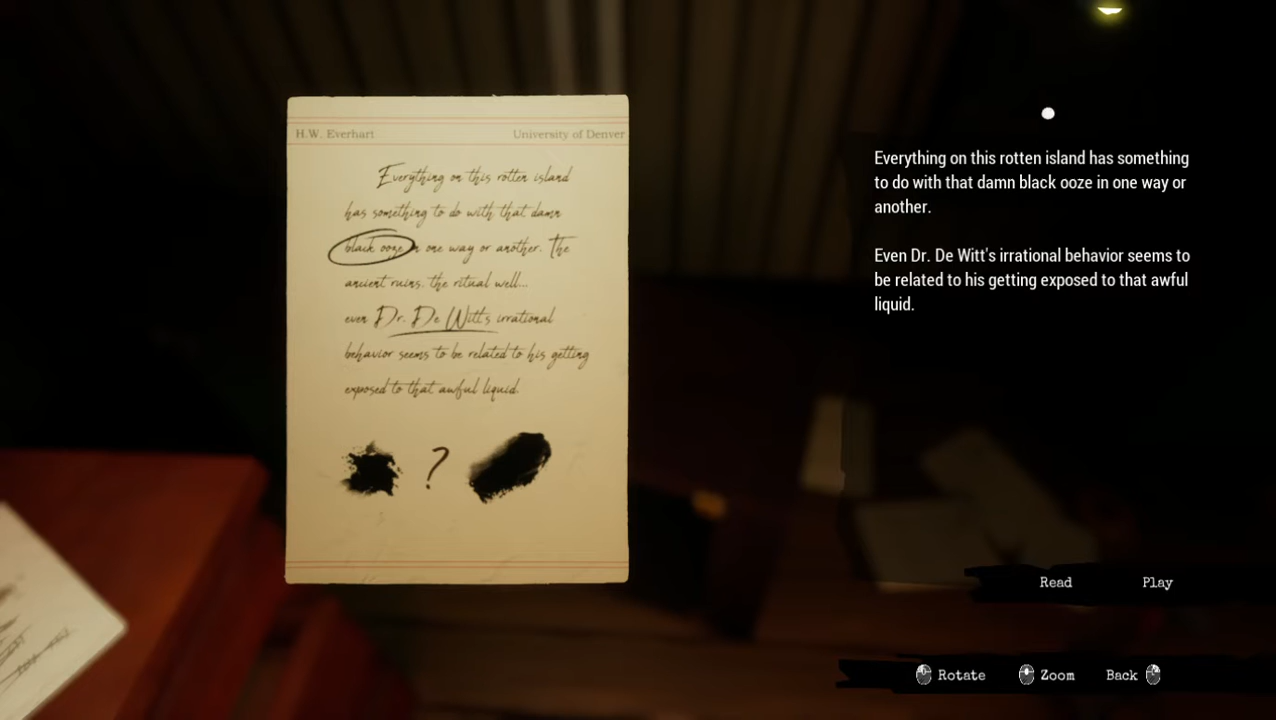 H.W. Everhart University of Denver
Everything on this rotten island
has something to do with that damn
black ooze in one way or another. The
ancient ruins, the ritual well...
even Dr. De Witt's irrational
behavior seems to be related to his getting
exposed to that awful liquid.
?
Everything on this rotten island has something
to do with that damn black ooze in one way or
another.
Even Dr. De Witt's irrational behavior seems to
be related to his getting exposed to that awful
liquid.
Read Play
Rotate Zoom Back